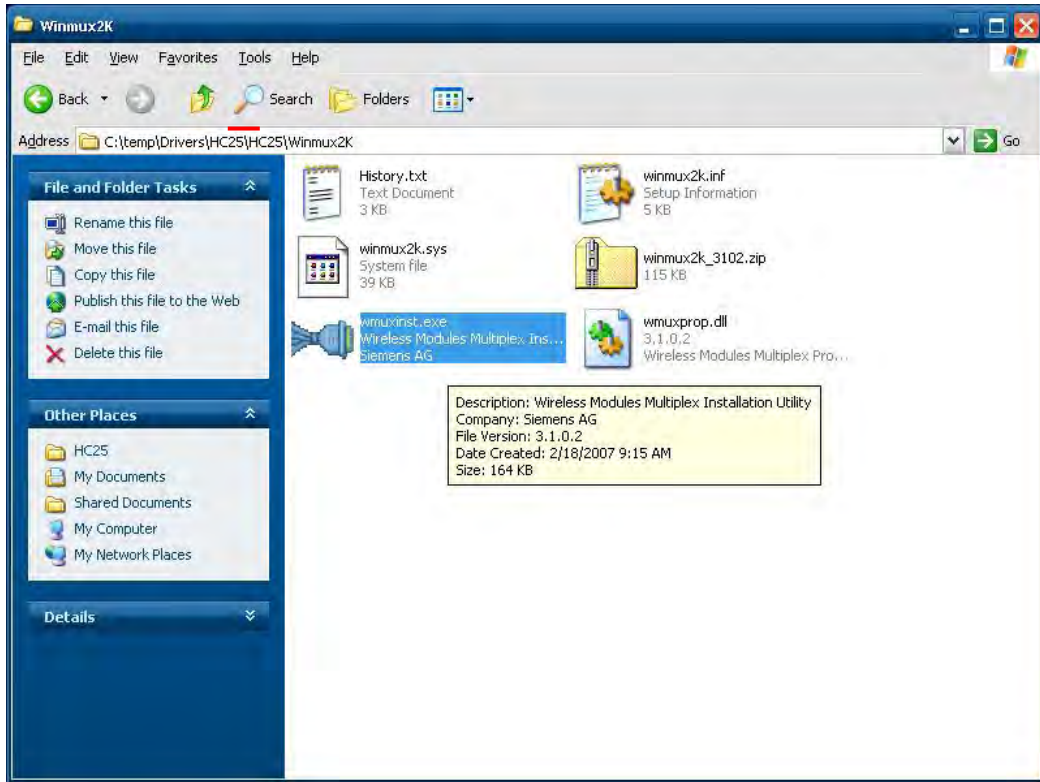 Winmux2K
File Edit View Favorites Tools Help
Back Search Folders
Address C:\temp\Drivers\HC25\HC25\Winmux2K Go
File and Folder Tasks
Rename this file
Move this file
Copy this file
Publish this file to the Web
E-mail this file
Delete this file
Other Places
HC25
My Documents
Shared Documents
My Computer
My Network Places
Details
History.txt
Text Document
3 KB
winmux2k.inf
Setup Information
5 KB
winmux2k.sys
System file
39 KB
winmux2k_3102.zip
115 KB
wmuxinst.exe
Wireless Modules Multiplex Ins...
Siemens AG
wmuxprop.dll
3.1.0.2
Wireless Modules Multiplex Pro...
Description: Wireless Modules Multiplex Installation Utility
Company: Siemens AG
File Version: 3.1.0.2
Date Created: 2/18/2007 9:15 AM
Size: 164 KB